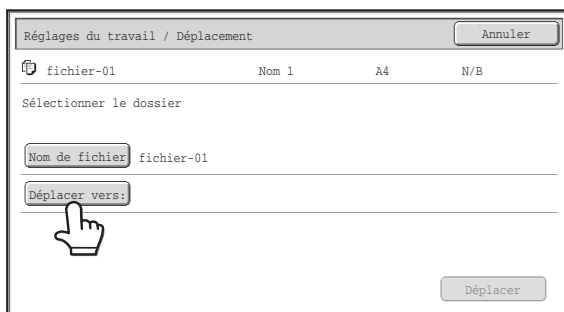 Réglages du travail / Déplacement Annuler
fichier-01 Nom 1 A4 N/B
Sélectionner le dossier
Nom de fichier fichier-01
Déplacer vers:
Déplacer